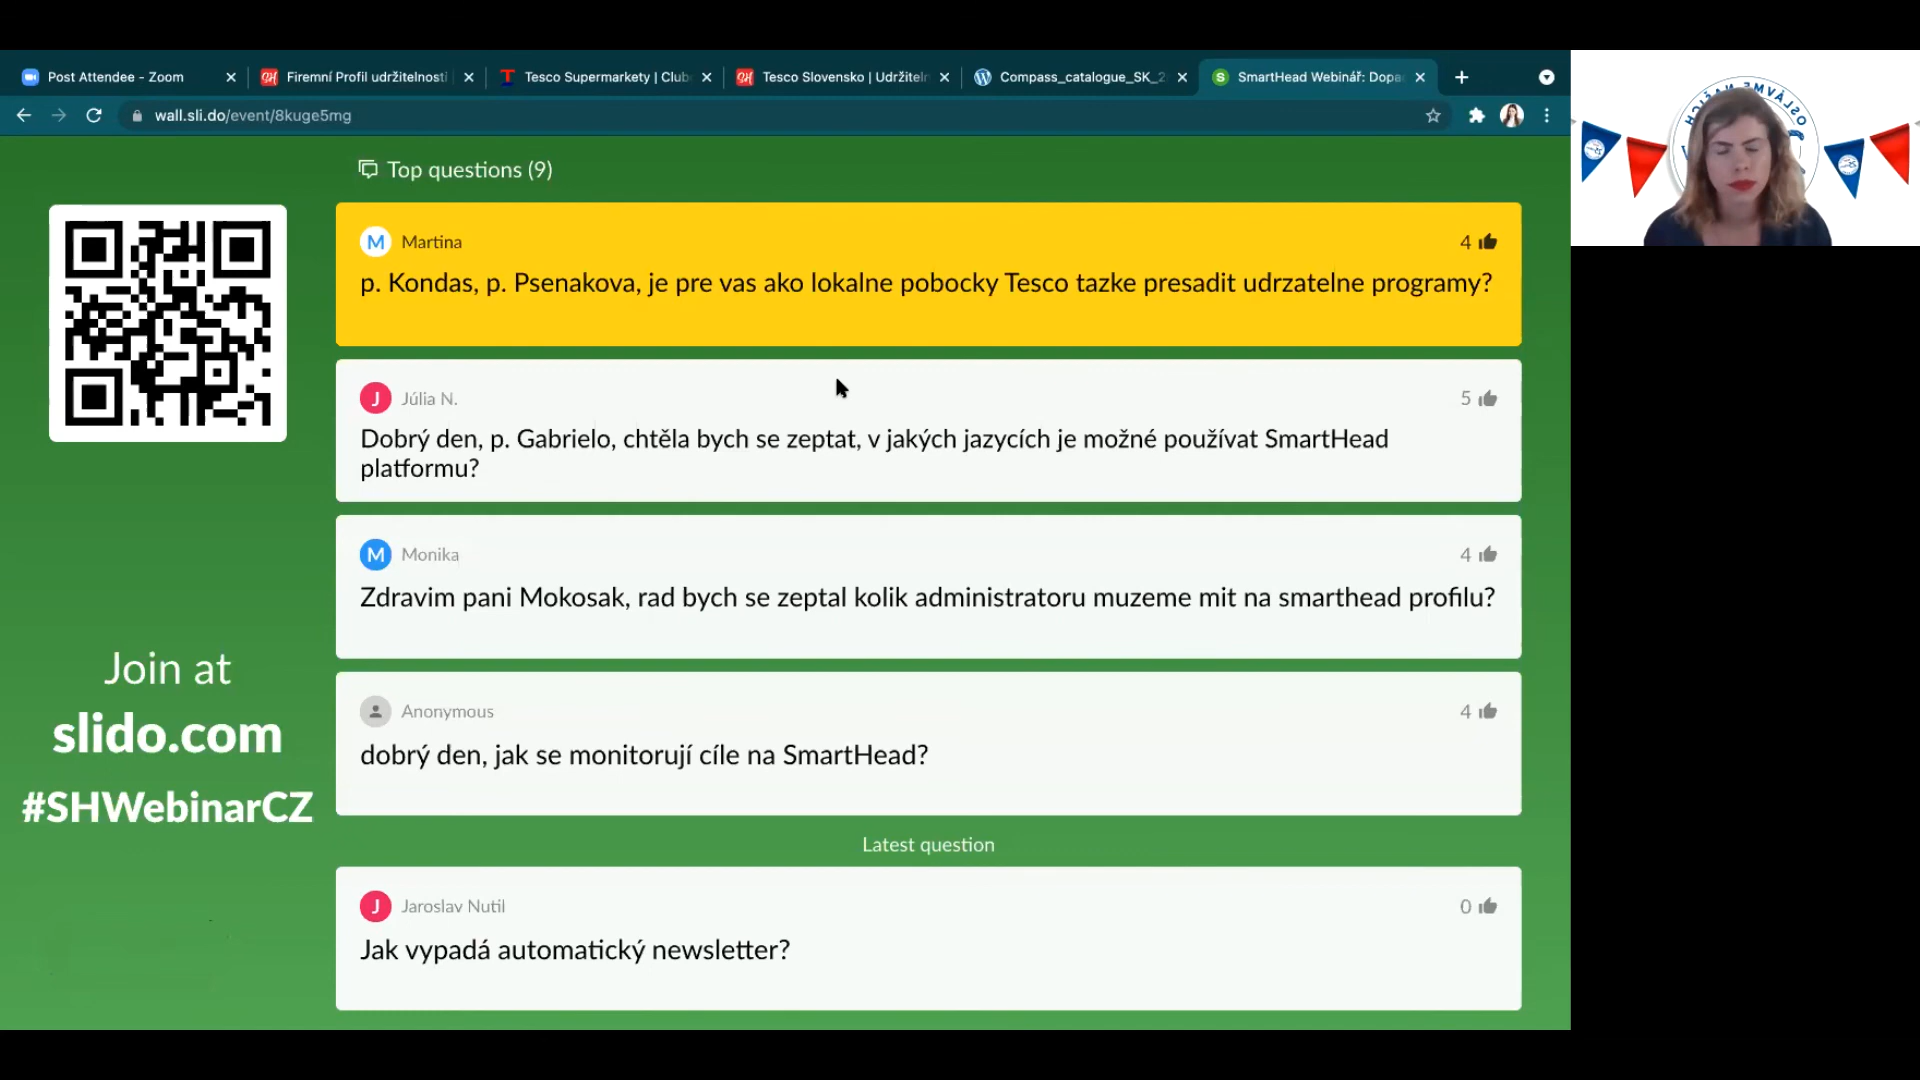 Post Attendee - Zoom
Firemní Profil udržitelnosti
Tesco Supermarkety | Club
Tesco Slovensko | Udržiteln
Compass_catalogue_SK_2
SmartHead Webinář: Dopa
wall.sli.do/event/8kuge5mg
Top questions (9)
M Martina 4
p. Kondas, p. Psenakova, je pre vas ako lokalne pobocky Tesco tazke presadit udrzatelne programy?
J Júlia N. 5
Dobrý den, p. Gabrielo, chtěla bych se zeptat, v jakých jazycích je možné používat SmartHead
platformu?
M Monika 4
Zdravim pani Mokosak, rad bych se zeptal kolik administratoru muzeme mit na smarthead profilu?
Anonymous 4
dobrý den, jak se monitorují cíle na SmartHead?
Latest question
J Jaroslav Nutil 0
Jak vypadá automatický newsletter?
Join at
slido.com
#SHWebinarCZ